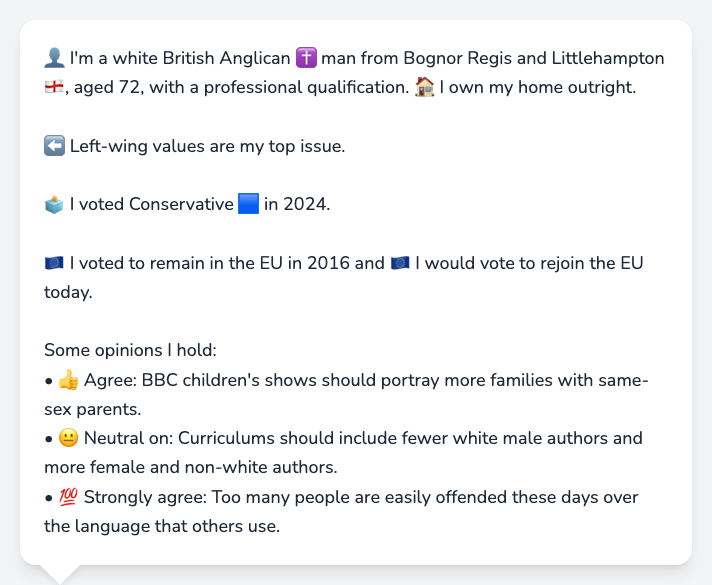 👤 I'm a white British Anglican ✝️ man from Bognor Regis and Littlehampton
🏴󠁧󠁢󠁥󠁮󠁧󠁿, aged 72, with a professional qualification. 🏠 I own my home outright.
⬅️ Left-wing values are my top issue.
🗳️ I voted Conservative 🟦 in 2024.
🇪🇺 I voted to remain in the EU in 2016 and 🇪🇺 I would vote to rejoin the EU
today.
Some opinions I hold:
• 👍 Agree: BBC children's shows should portray more families with same-
sex parents.
• 😐 Neutral on: Curriculums should include fewer white male authors and
more female and non-white authors.
• 💯 Strongly agree: Too many people are easily offended these days over
the language that others use.